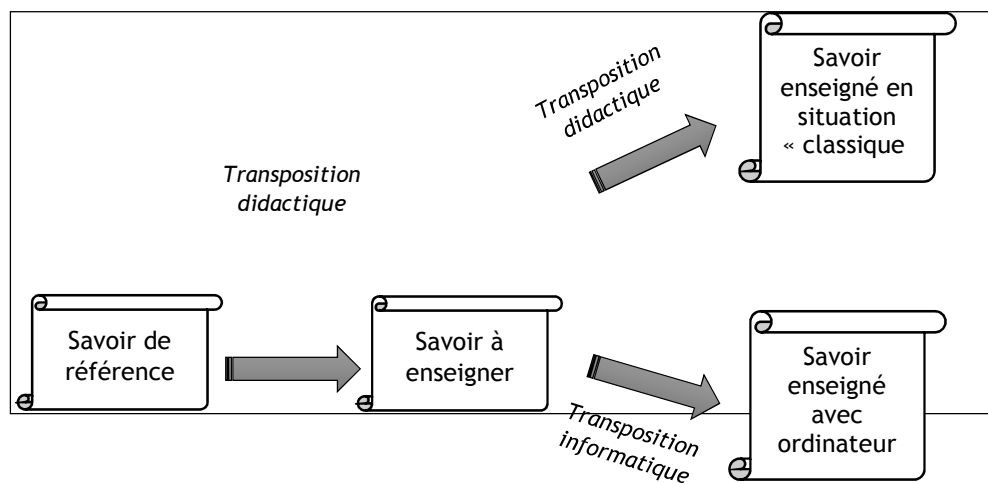 Savoir
enseigné en
situation
« classique
Transposition
didactique
Transposition
didactique
Savoir de
référence
Savoir à
enseigner
Savoir
enseigné
avec
ordinateur
Transposition
informatique